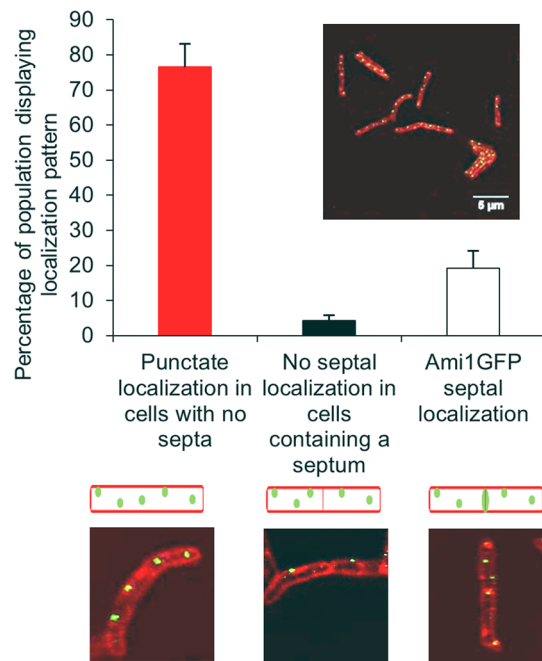 Percentage of population displaying
localization pattern
90
80
70
60
50
40
30
20
10
0
5 µm
Punctate
localization in
cells with no
septa
No septal
localization in
cells
containing a
septum
Ami1GFP
septal
localization